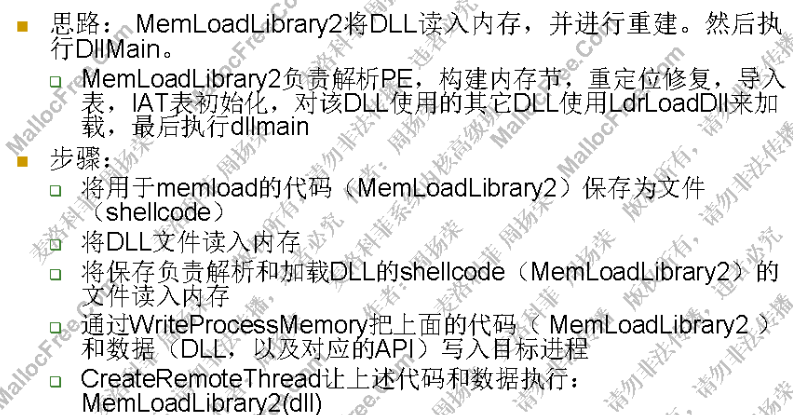 思路： MemLoadLibrary2将DLL读入内存，并进行重建。然后执
行DllMain。
MemLoadLibrary2负责解析PE，构建内存节，重定位修复，导入
表，IAT表初始化，对该DLL使用的其它DLL使用LdrLoadDll来加
载，最后执行dllmain
步骤：
将用于memload的代码（MemLoadLibrary2）保存为文件
（shellcode）
将DLL文件读入内存
将保存负责解析和加载DLL的shellcode（MemLoadLibrary2）的
文件读入内存
通过WriteProcessMemory把上面的代码（ MemLoadLibrary2 ）
和数据（DLL，以及对应的API）写入目标进程
CreateRemoteThread让上述代码和数据执行：
MemLoadLibrary2(dll)